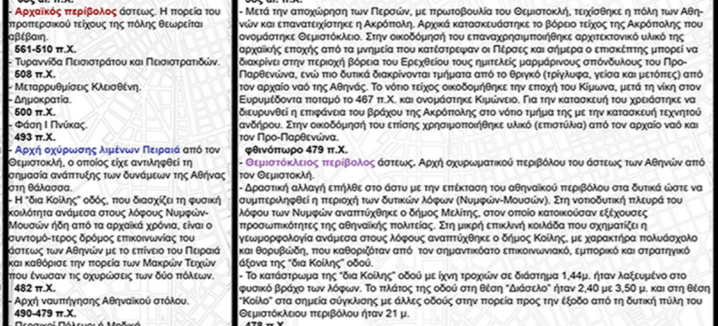 - Αρχαϊκός περίβολος άστεως. Η πορεία του
προπερσικού τείχους της πόλης θεωρείται
αβέβαιη.
561-510 π.Χ.
- Τυραννίδα Πεισιστράτου και Πεισιστρατιδών.
508 π.Χ.
- Μεταρρυθμίσεις Κλεισθένη.
- Δημοκρατία.
500 π.Χ.
- Φάση Ι Πνύκας.
493 π.Χ.
- Αρχή οχύρωσης λιμένων Πειραιά από τον
Θεμιστοκλή, ο οποίος είχε αντιληφθεί τη
σημασία ανάπτυξης των δυνάμεων της Αθήνας
στη θάλασσα.
- Η "δια Κοίλης" οδός, που διασχίζει τη φυσική
κοιλότητα ανάμεσα στους λόφους Νυμφών-
Μουσών ήδη από τα αρχαϊκά χρόνια, είναι ο
συντομό-τερος δρόμος επικοινωνίας του
άστεως των Αθηνών με το επίνειο του Πειραιά
και καθόρισε την πορεία των Μακρών Τειχών
που ένωσαν τις οχυρώσεις των δύο πόλεων.
482 π.Χ.
- Αρχή ναυπήγησης Αθηναϊκού στόλου.
490-479 π.Χ.
- Περσικοί Πόλεμοι-Μηδικά
- Μετά την αποχώρηση των Περσών, με πρωτοβουλία του Θεμιστοκλή, τειχίσθηκε η πόλη των Αθη-
νών και επανατειχίστηκε η Ακρόπολη. Αρχικά κατασκευάστηκε το βόρειο τείχος της Ακρόπολης που
ονομάστηκε Θεμιστόκλειο. Στην οικοδόμησή του επαναχρησιμοποιήθηκε αρχιτεκτονικό υλικό της
αρχαϊκής εποχής από τα μνημεία που κατέστρεψαν οι Πέρσες και σήμερα ο επισκέπτης μπορεί να
διακρίνει στην περιοχή βόρεια του Ερεχθείου τους ημιτελείς μαρμάρινους σπόνδυλους του Προ-
Παρθενώνα, ενώ πιο δυτικά διακρίνονται τμήματα από το θριγκό (τρίγλυφα, γείσα και μετόπες) από
τον αρχαίο ναό της Αθηνάς. Το νότιο τείχος οικοδομήθηκε την εποχή του Κίμωνα, μετά τη νίκη στον
Ευρυμέδοντα ποταμό το 467 π.Χ. και ονομάστηκε Κιμώνειο. Για την κατασκευή του χρειάστηκε να
διευρυνθεί η επιφάνεια του βράχου της Ακρόπολης στο νότιο τμήμα της με την κατασκευή τεχνητού
ανδήρου. Στην οικοδόμησή του επίσης χρησιμοποιήθηκε υλικό (επιστύλια) από τον αρχαίο ναό και
τον Προ-Παρθενώνα.
φθινόπωρο 479 π.Χ.
- Θεμιστόκλειος περίβολος άστεως. Αρχή οχυρωματικού περιβόλου του άστεως των Αθηνών από
τον Θεμιστοκλή.
- Δραστική αλλαγή επήλθε στο άστυ με την επέκταση του αθηναϊκού περιβόλου στα δυτικά ώστε να
συμπεριληφθεί η περιοχή των δυτικών λόφων (Νυμφών-Μουσών). Στη νοτιοδυτική πλευρά του
λόφου των Νυμφών αναπτύχθηκε ο δήμος Μελίτης, στον οποίο κατοικούσαν εξέχουσες
προσωπικότητες της αθηναϊκής πολιτείας. Στη μικρή επικλινή κοιλάδα που σχηματίζει η
γεωμορφολογία ανάμεσα στους λόφους αναπτύχθηκε ο δήμος Κοίλης, με χαρακτήρα πολυάσχολο
και θορυβώδη, που καθοριζόταν από τον σημαντικότατο επικοινωνιακό, εμπορικό και στρατηγικό
άξονα της "δια Κοίλης" οδού.
- Το κατάστρωμα της "δια Κοίλης" οδού με ίχνη τροχιών σε διάστημα 1,44μ. ήταν λαξευμένο στο
φυσικό βράχο των λόφων. Το πλάτος της οδού στη θέση "Διάσελο" ήταν 2,40 με 3,50 μ. και στη θέση
"Κοίλο" στα σημεία σύγκλισης με άλλες οδούς στην πορεία προς την έξοδο από τη δυτική πύλη του
Θεμιστόκλειου περιβόλου ήταν 21 μ.
478 π.Χ.